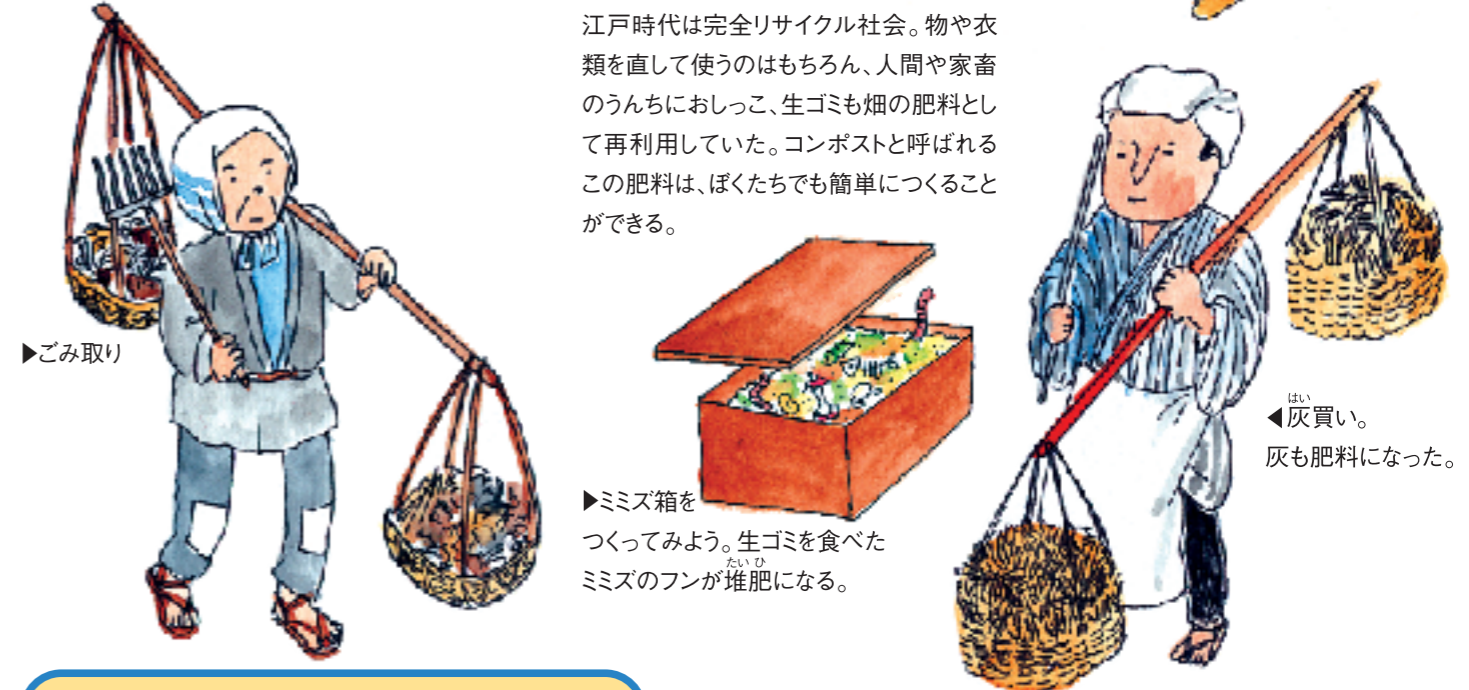 江戸時代は完全リサイクル社会。物や衣
類を直して使うのはもちろん、人間や家畜
のうんちにおしっこ、生ゴミも畑の肥料とし
て再利用していた。コンポストと呼ばれる
この肥料は、ぼくたちでも簡単につくること
ができる。
▶ごみ取り
▶ミミズ箱を
つくってみよう。生ゴミを食べた
たい ひ
ミミズのフンが堆肥になる。
はい
◀灰買い。
灰も肥料になった。